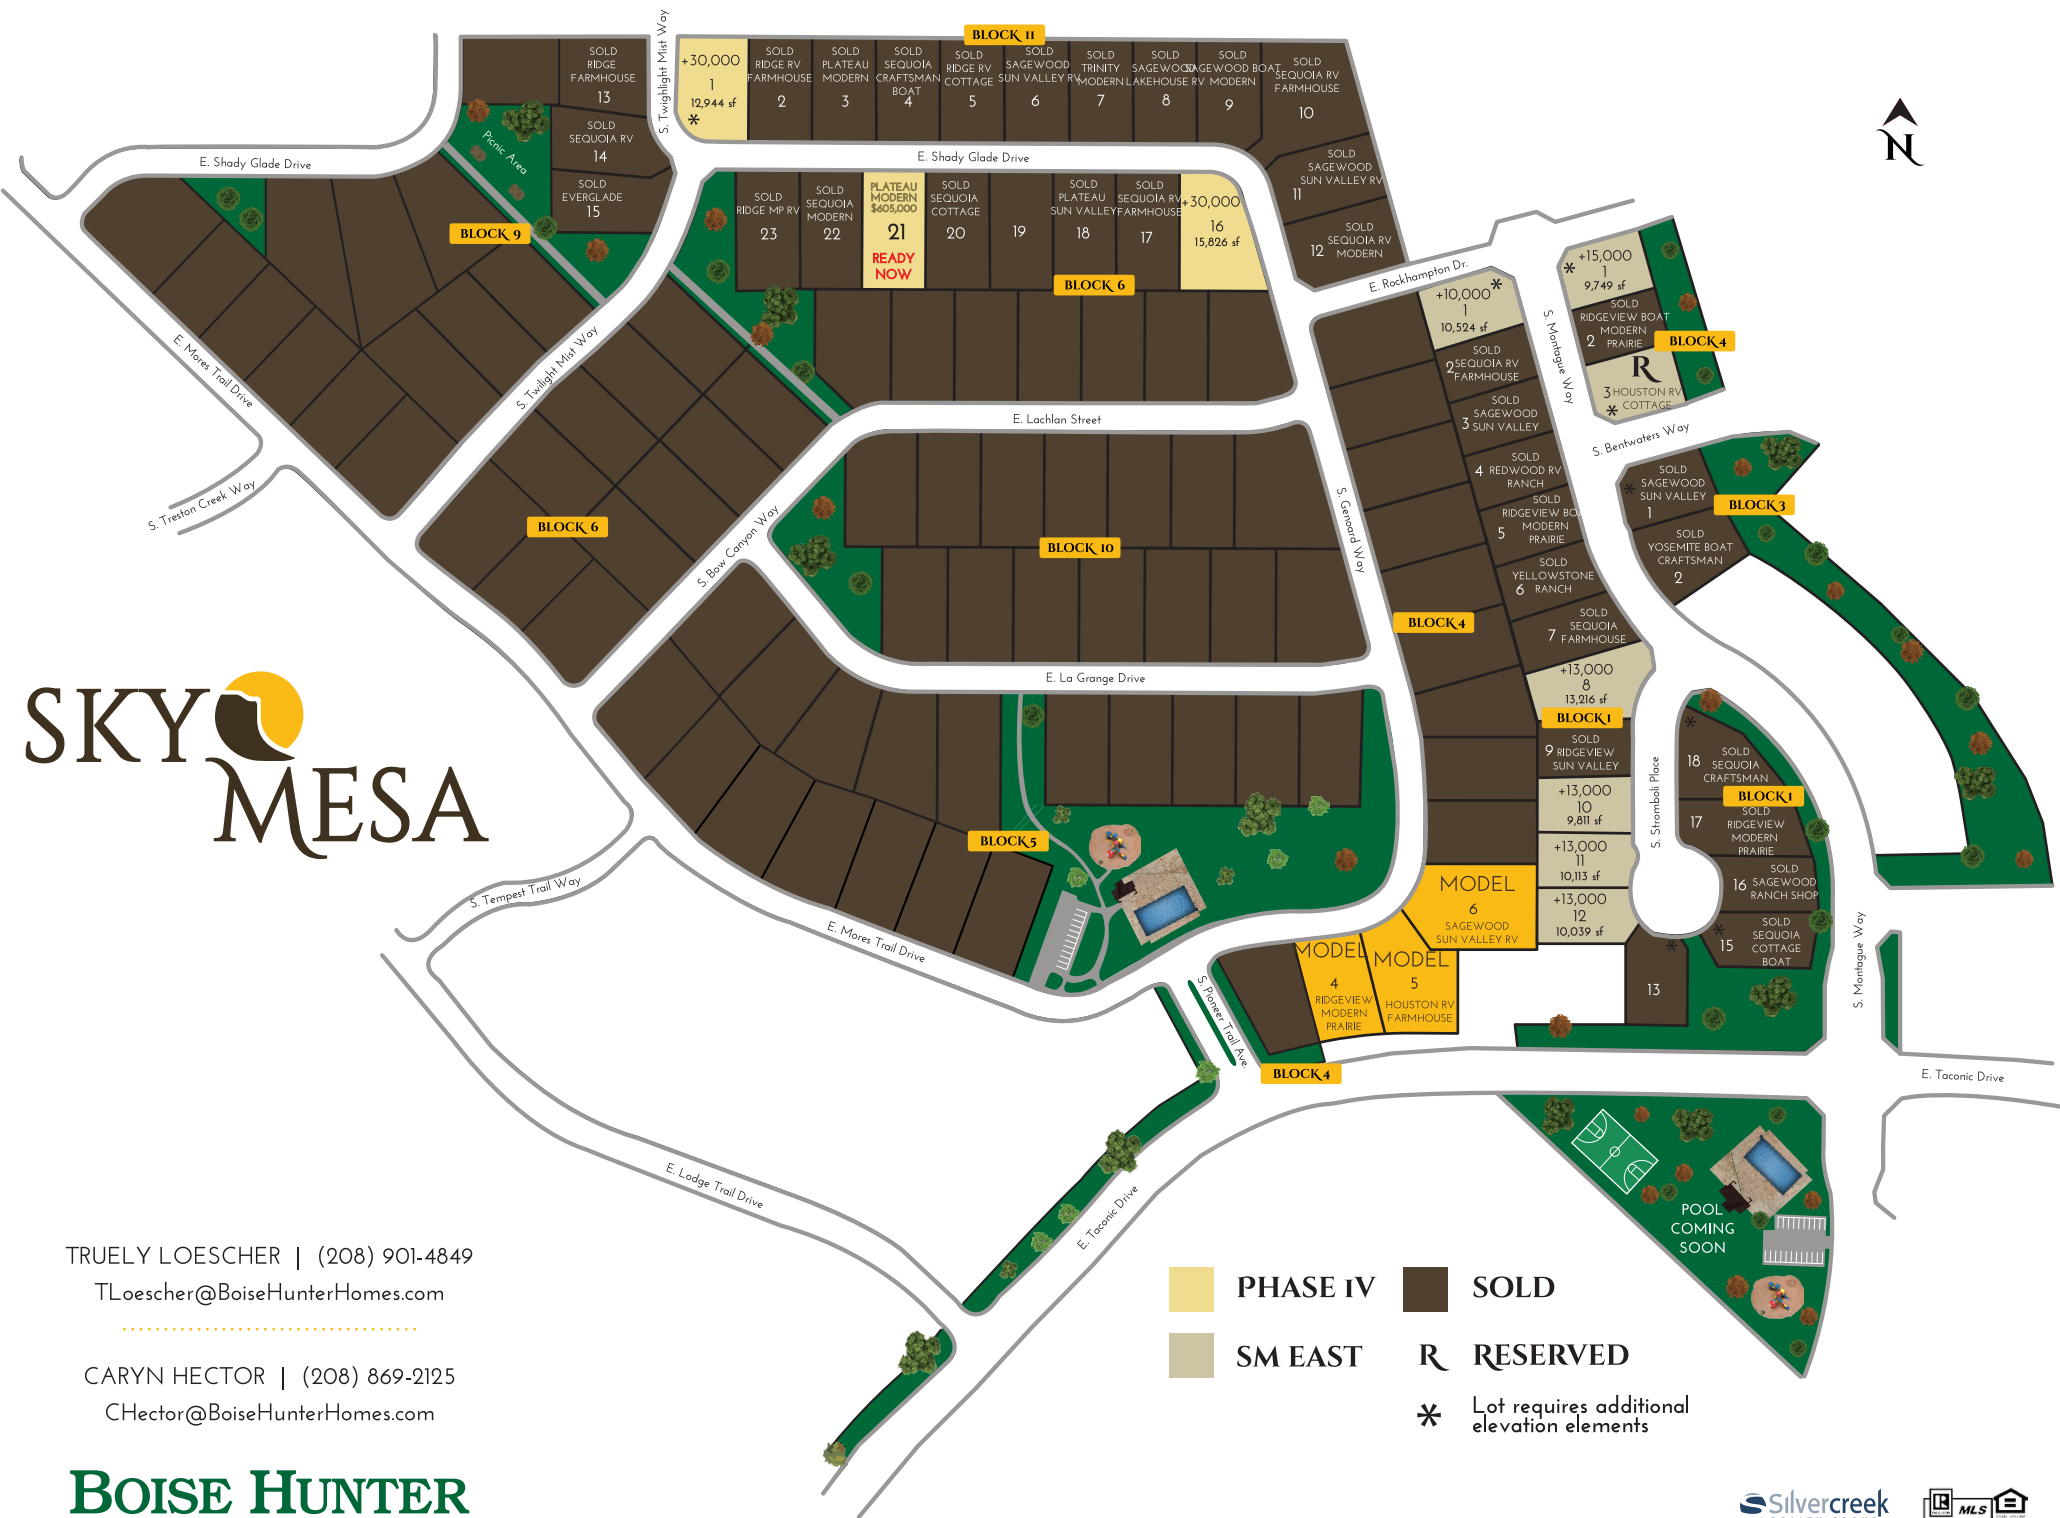 BLOCK 11
S. Twighlight Mist Way
SOLD
RIDGE
FARMHOUSE
13
SOLD
SEQUOIA RV
14
SOLD
EVERGLADE
15
Picnic Area
E. Shady Glade Drive
BLOCK 9
+30,000
1
12,944 sf
*
SOLD
RIDGE RV
FARMHOUSE
2
SOLD
PLATEAU
MODERN
3
SOLD
SEQUOIA
CRAFTSMAN
BOAT
4
SOLD
RIDGE RV
COTTAGE
5
SOLD
SAGEWOOD
SUN VALLEY RV
6
SOLD
TRINITY
MODERN
7
SOLD
SAGEWOOD
LAKEHOUSE RV
8
SAGEWOOD BOAT
MODERN
9
SOLD
SEQUOIA RV
FARMHOUSE
10
SOLD
SAGEWOOD
SUN VALLEY RV
11
SOLD
SEQUOIA RV
MODERN
12
E. Shady Glade Drive
SOLD
RIDGE MP RV
23
SOLD
SEQUOIA
MODERN
22
PLATEAU
MODERN
$605,000
21
READY
NOW
SOLD
SEQUOIA
COTTAGE
20
19
SOLD
PLATEAU
SUN VALLEY
18
SOLD
SEQUOIA RV
FARMHOUSE
17
+30,000
16
15,826 sf
BLOCK 6
E. Rockhampton Dr.
N
+10,000
*
1
10,524 sf
SOLD
2 SEQUOIA RV
FARMHOUSE
SOLD
3 SAGEWOOD
SUN VALLEY
SOLD
4 REDWOOD RV
RANCH
SOLD
RIDGEVIEW BO
MODERN
5 PRAIRIE
SOLD
YELLOWSTONE
6 RANCH
SOLD
SEQUOIA
7 FARMHOUSE
+13,000
8
13,216 sf
BLOCK 1
SOLD
9 RIDGEVIEW
SUN VALLEY
+13,000
10
9,811 sf
+13,000
11
10,113 sf
+13,000
12
10,039 sf
*
13
S. Montague Way
+15,000
*
1
9,749 sf
SOLD
RIDGEVIEW BOAT
MODERN
2 PRAIRIE
BLOCK 4
R
3 HOUSTON RV
COTTAGE
*
S. Bentwaters Way
SOLD
SAGEWOOD
*
SUN VALLEY
1
BLOCK 3
SOLD
YOSEMITE BOAT
CRAFTSMAN
2
*
SOLD
18 SEQUOIA
CRAFTSMAN
BLOCK 1
SOLD
17 RIDGEVIEW
MODERN
PRAIRIE
SOLD
16 SAGEWOOD
RANCH SHOP
*
SOLD
SEQUOIA
15 COTTAGE
BOAT
S. Stromboli Place
S. Montague Way
E. Mores Trail Drive
S. Twilight Mist Way
S. Treston Creek Way
BLOCK 6
S. Bow Canyon Way
E. Lachlan Street
BLOCK 10
S. Genoard Way
BLOCK 4
E. La Grange Drive
BLOCK 5
S. Tempest Trail Way
E. Mores Trail Drive
MODEL
6
SAGEWOOD
SUN VALLEY RV
MODEL
4
RIDGEVIEW
MODERN
PRAIRIE
MODEL
5
HOUSTON RV
FARMHOUSE
S. Pioneer Trail Ave.
BLOCK 4
E. Taconic Drive
E. Taconic Drive
E. Lodge Trail Drive
POOL
COMING
SOON
SKY
MESA
TRUELY LOESCHER | (208) 901-4849
TLoescher@BoiseHunterHomes.com
CARYN HECTOR | (208) 869-2125
CHector@BoiseHunterHomes.com
BOISE HUNTER
PHASE IV
SOLD
SM EAST
R RESERVED
* Lot requires additional
elevation elements
Silvercreek
R MLS